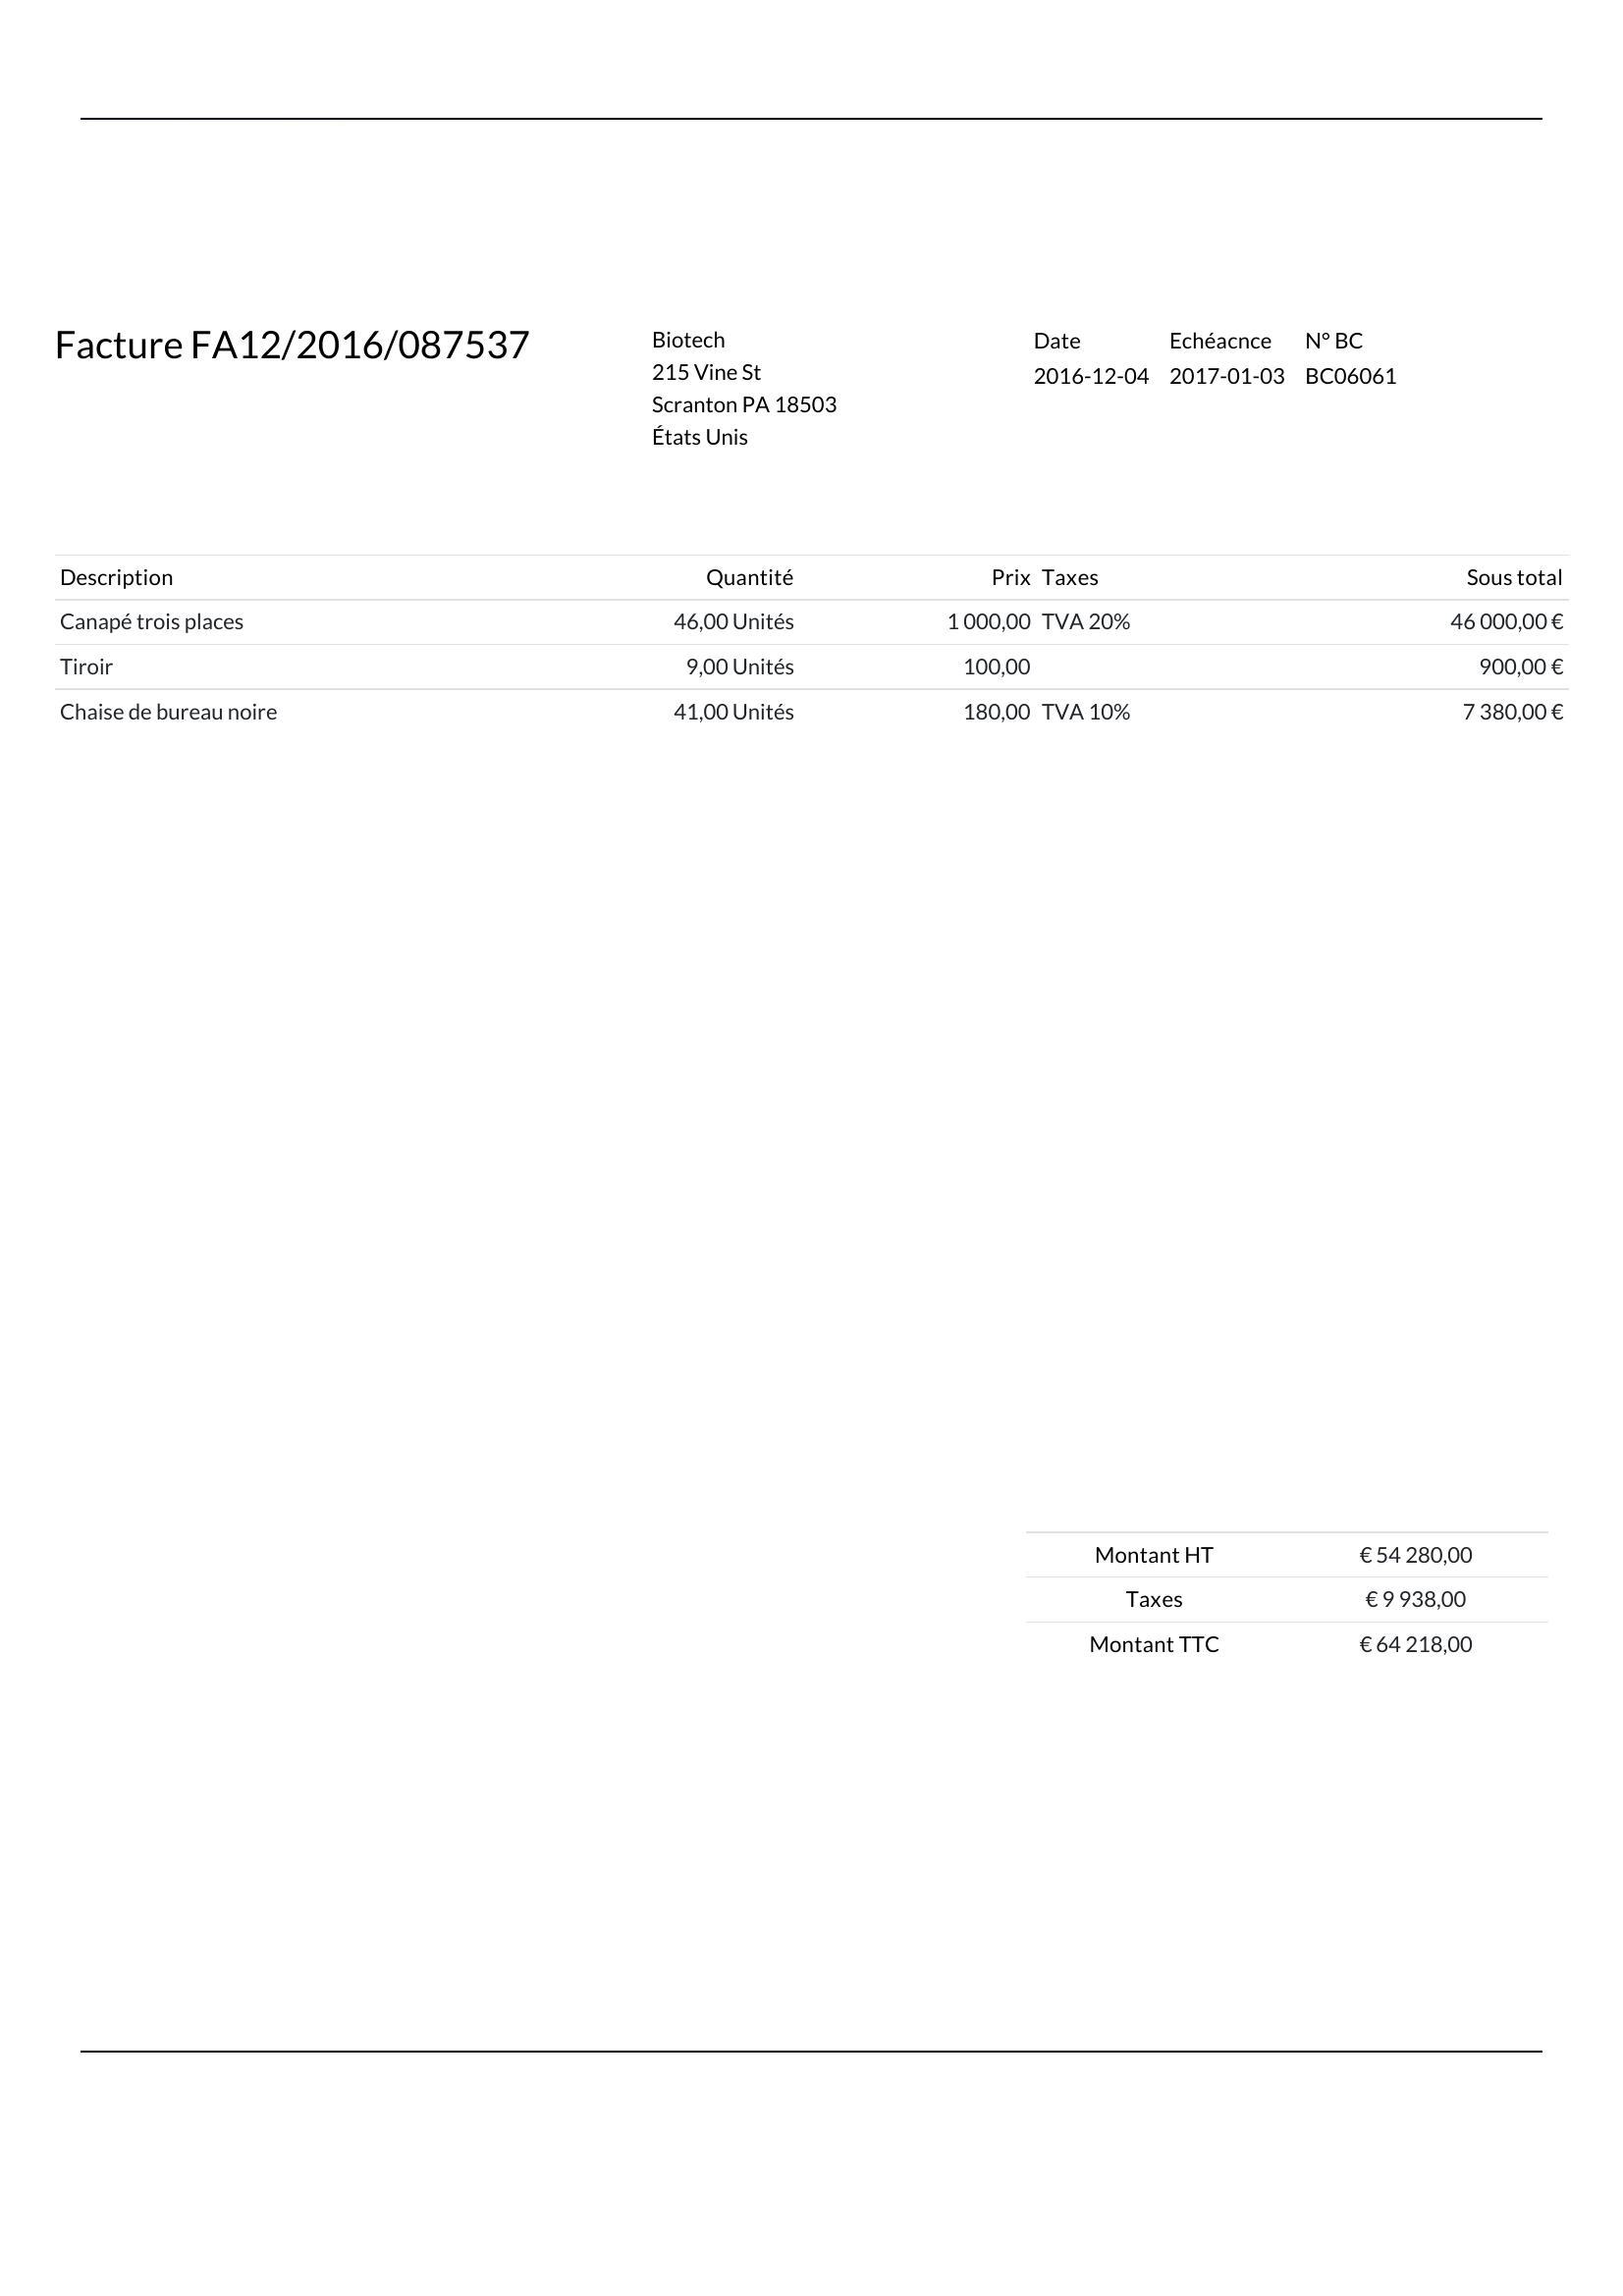 Facture FA12/2016/087537
Biotech
215 Vine St
Scranton PA 18503
États Unis
Date Echéacnce N° BC
2016-12-04 2017-01-03 BC06061
Description Quantité Prix Taxes Sous total
Canapé trois places 46,00 Unités 1 000,00 TVA 20% 46 000,00 €
Tiroir 9,00 Unités 100,00 900,00 €
Chaise de bureau noire 41,00 Unités 180,00 TVA 10% 7 380,00 €
Montant HT € 54 280,00
Taxes € 9 938,00
Montant TTC € 64 218,00